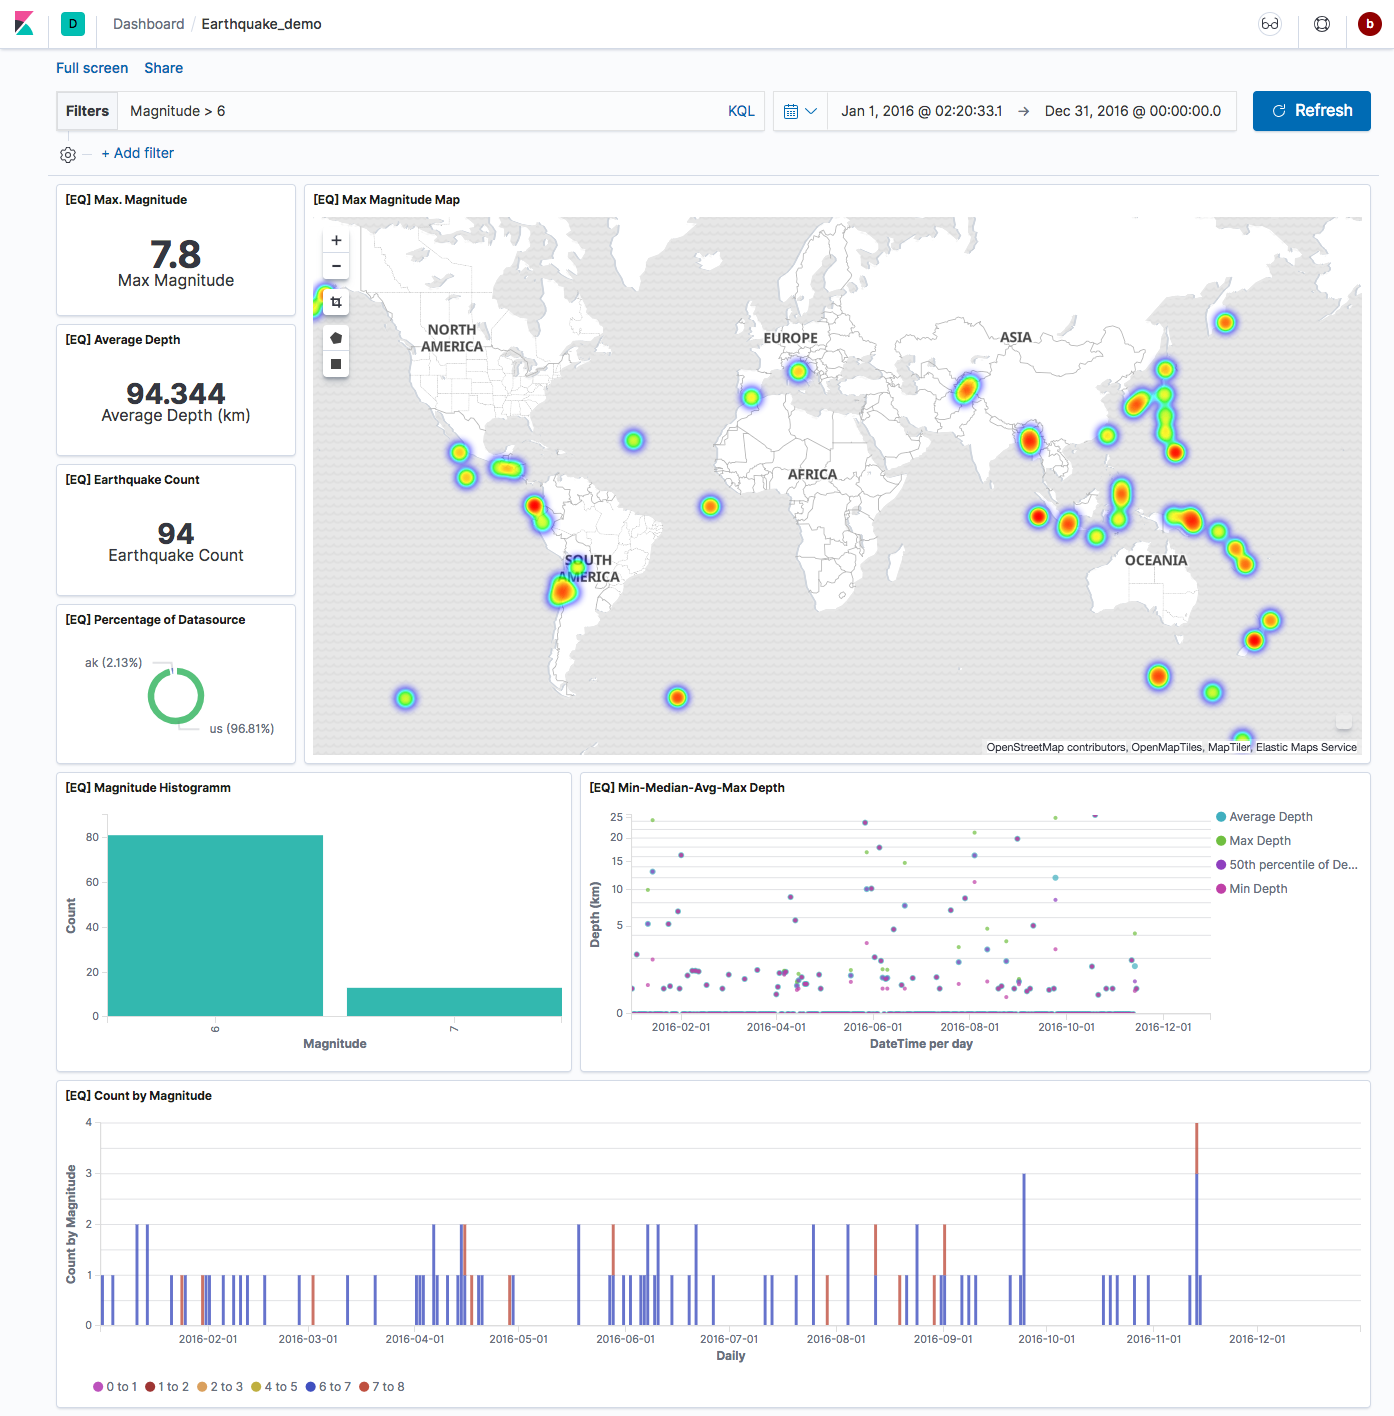 D Dashboard / Earthquake_demo b
Full screen Share
Filters Magnitude > 6 KQL Jan 1, 2016 @ 02:20:33.1 → Dec 31, 2016 @ 00:00:00.0 Refresh
+ Add filter
[EQ] Max. Magnitude
7.8
Max Magnitude
[EQ] Average Depth
94.344
Average Depth (km)
[EQ] Earthquake Count
94
Earthquake Count
[EQ] Percentage of Datasource
ak (2.13%)
us (96.81%)
[EQ] Max Magnitude Map
+
−
NORTH
AMERICA
EUROPE
ASIA
AFRICA
SOUTH
AMERICA
OCEANIA
OpenStreetMap contributors, OpenMapTiles, MapTiler, Elastic Maps Service
[EQ] Magnitude Histogramm
Count
80
60
40
20
0
6 7
Magnitude
[EQ] Min-Median-Avg-Max Depth
Depth (km)
25
20
15
10
5
0
2016-02-01 2016-04-01 2016-06-01 2016-08-01 2016-10-01 2016-12-01
DateTime per day
Average Depth
Max Depth
50th percentile of De...
Min Depth
[EQ] Count by Magnitude
Count by Magnitude
4
3
2
1
0
2016-02-01 2016-03-01 2016-04-01 2016-05-01 2016-06-01 2016-07-01 2016-08-01 2016-09-01 2016-10-01 2016-11-01 2016-12-01
Daily
0 to 1 1 to 2 2 to 3 4 to 5 6 to 7 7 to 8